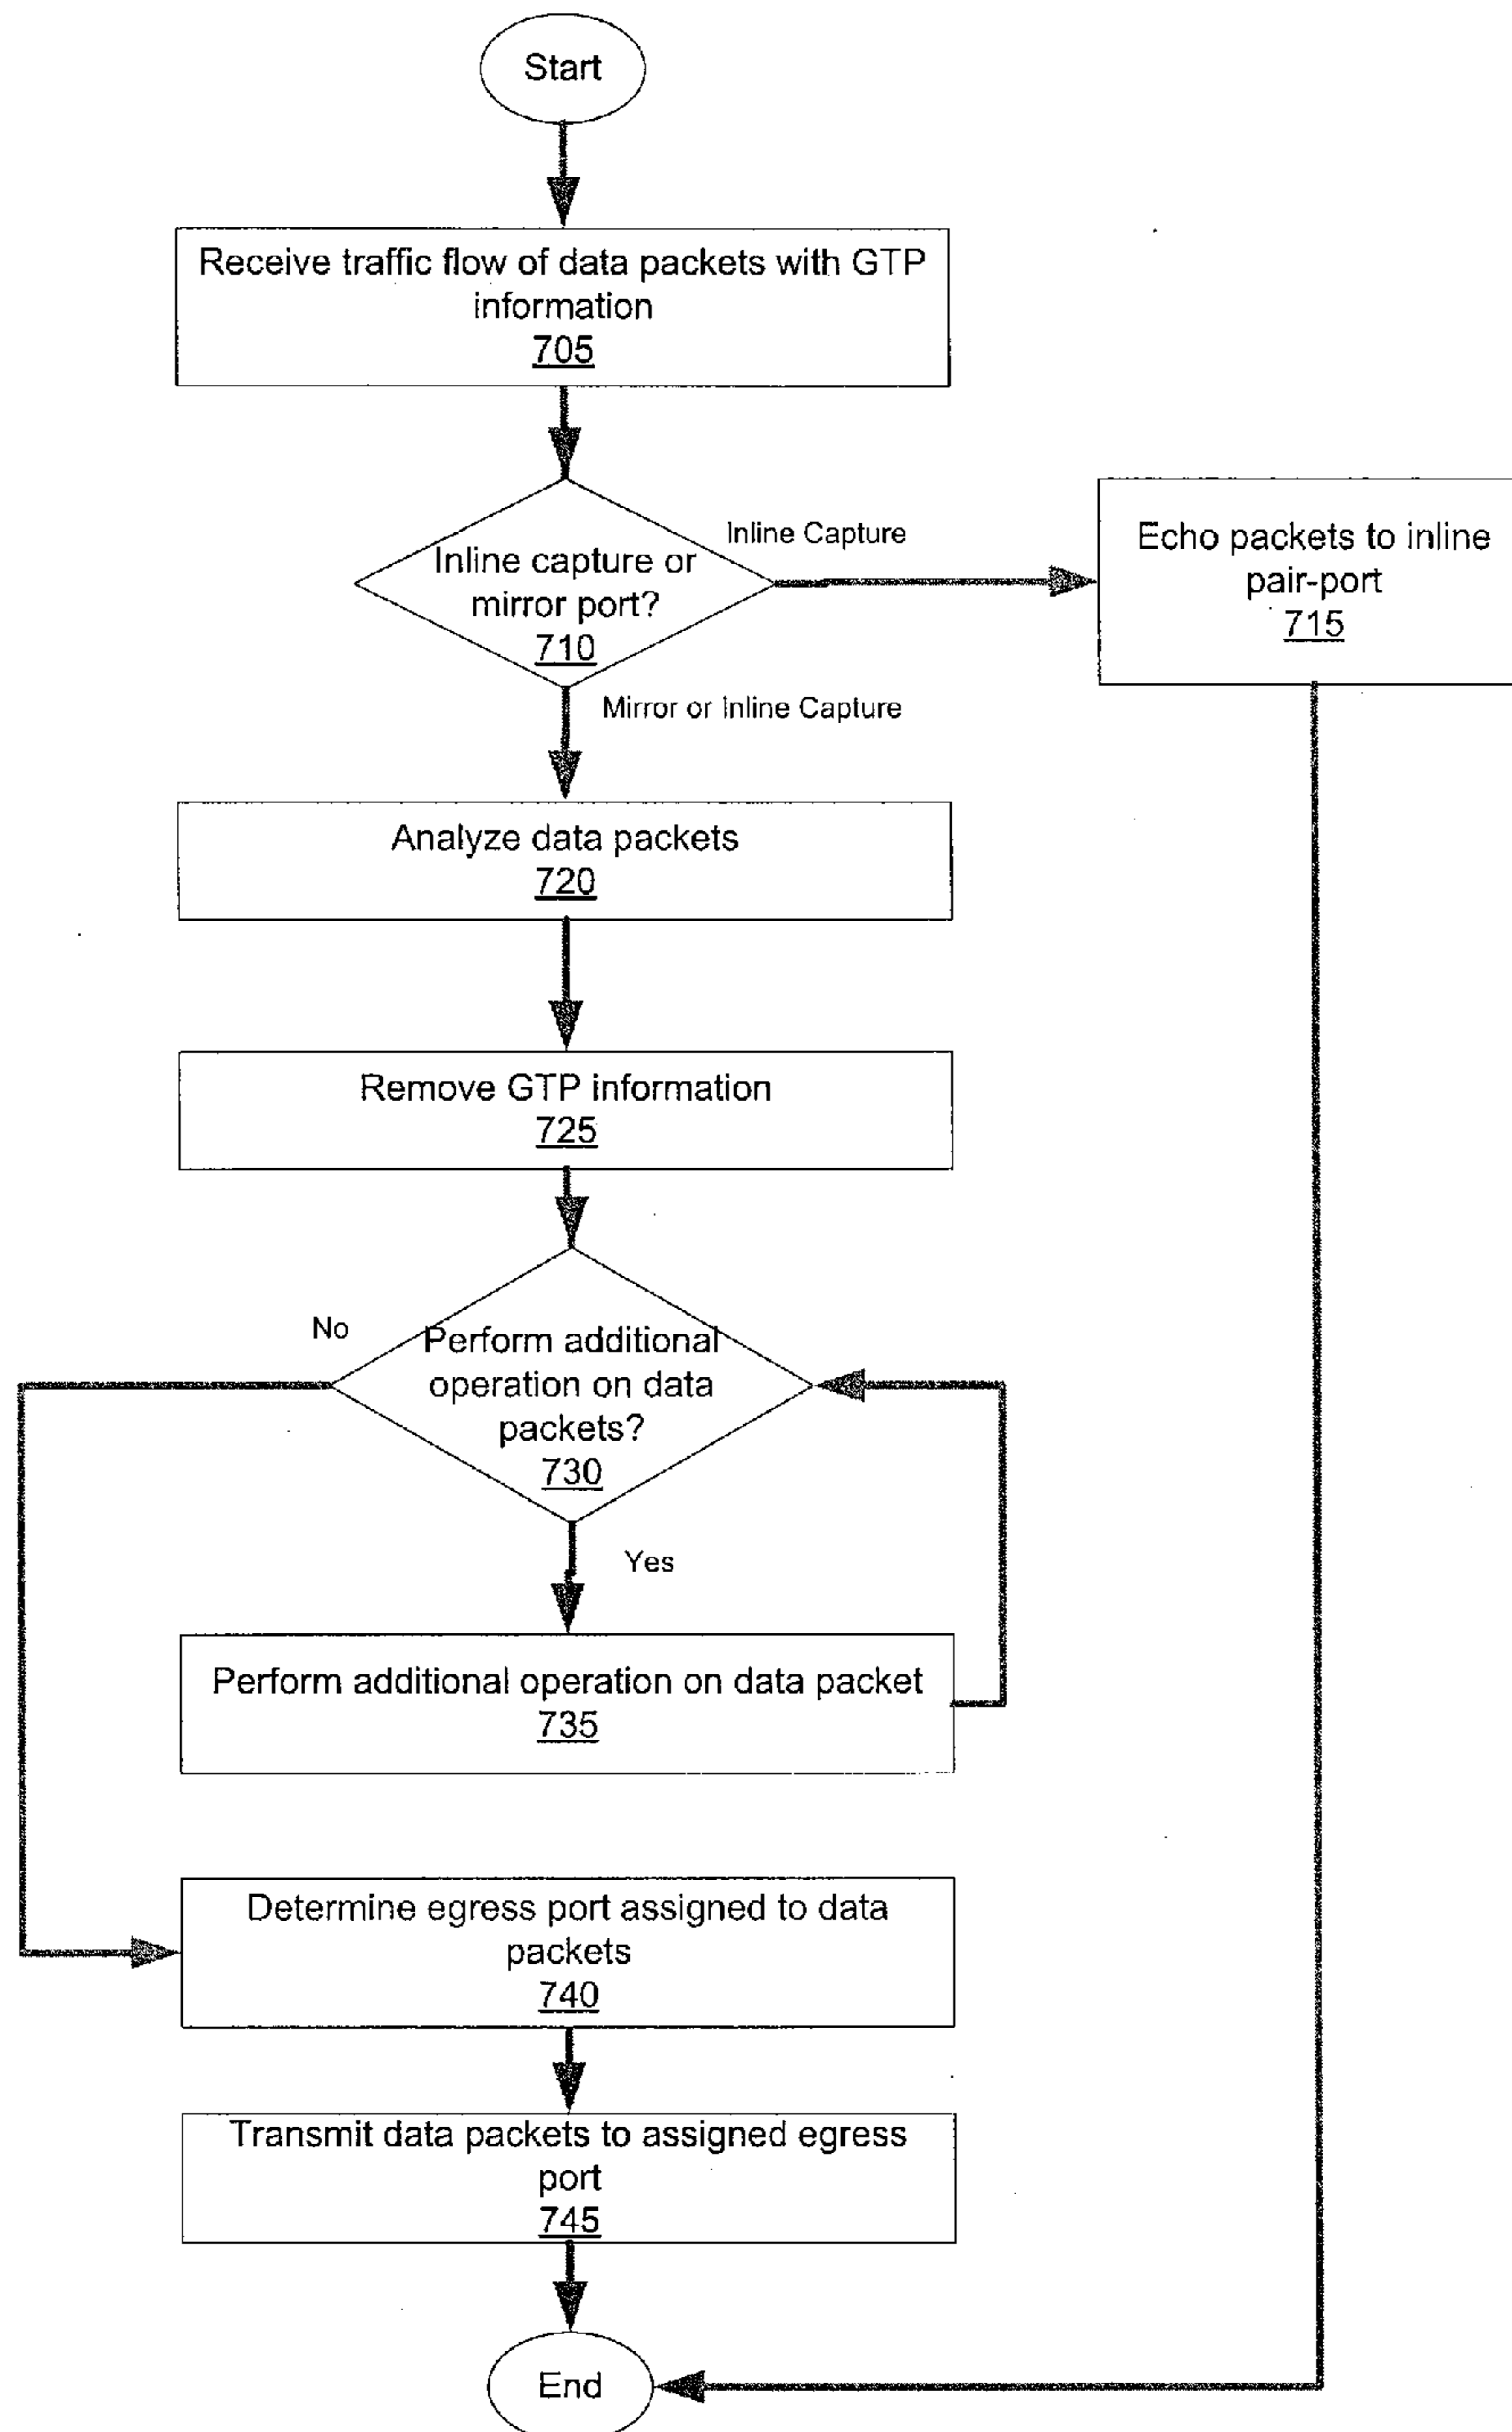 Start
Receive traffic flow of data packets with GTP
information
705
Inline capture or
mirror port?
710
Inline Capture
Echo packets to inline
pair-port
715
Mirror or Inline Capture
Analyze data packets
720
Remove GTP information
725
No
Perform additional
operation on data
packets?
730
Yes
Perform additional operation on data packet
735
Determine egress port assigned to data
packets
740
Transmit data packets to assigned egress
port
745
End